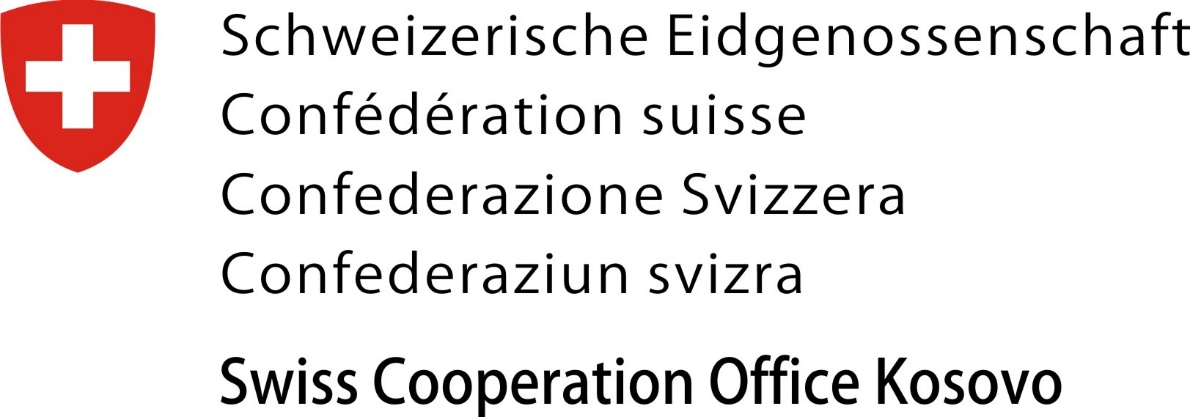 Schweizerische Eidgenossenschaft
Confédération suisse
Confederazione Svizzera
Confederaziun svizra
Swiss Cooperation Office Kosovo